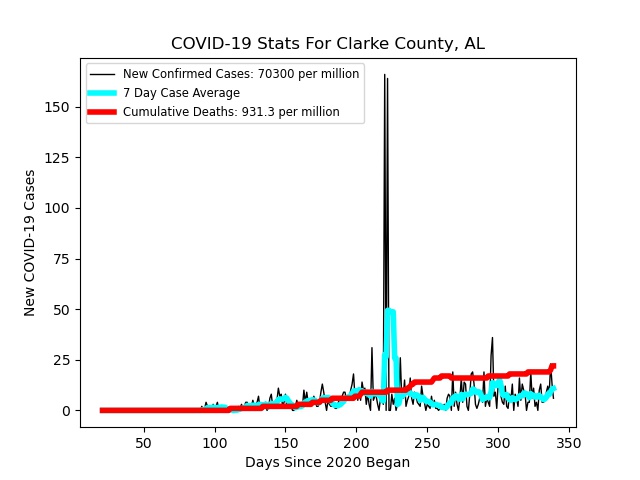 COVID-19 Stats For Clarke County, AL
New Confirmed Cases: 70300 per million
7 Day Case Average
Cumulative Deaths: 931.3 per million
New COVID-19 Cases
150
125
100
75
50
25
0
50 100 150 200 250 300 350
Days Since 2020 Began